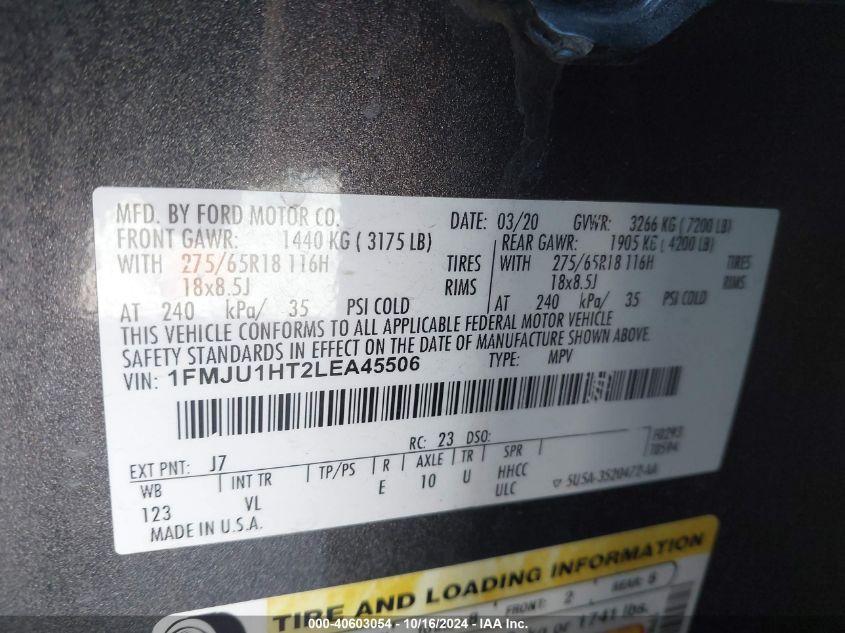 MFD. BY FORD MOTOR CO. DATE: 03/20 GVWR: 3266 KG ( 7200 LB)
FRONT GAWR: 1440 KG ( 3175 LB) REAR GAWR: 1905 KG ( 4200 LB)
WITH 275/65R18 116H TIRES WITH 275/65R18 116H TIRES
18x8.5J RIMS 18x8.5J RIMS
AT 240 kPa/ 35 PSI COLD AT 240 kPa/ 35 PSI COLD
THIS VEHICLE CONFORMS TO ALL APPLICABLE FEDERAL MOTOR VEHICLE
SAFETY STANDARDS IN EFFECT ON THE DATE OF MANUFACTURE SHOWN ABOVE.
VIN: 1FMJU1HT2LEA45506 TYPE: MPV
RC: 23 DSO:
EXT PNT: J7
WB INT TR TP/PS R AXLE TR SPR
123 VL E 10 U HHCC
ULC
MADE IN U.S.A.
TIRE AND LOADING INFORMATION
FRONT: 2 REAR: 5
or 1741 lbs.
000-40603054 - 10/16/2024 - IAA Inc.